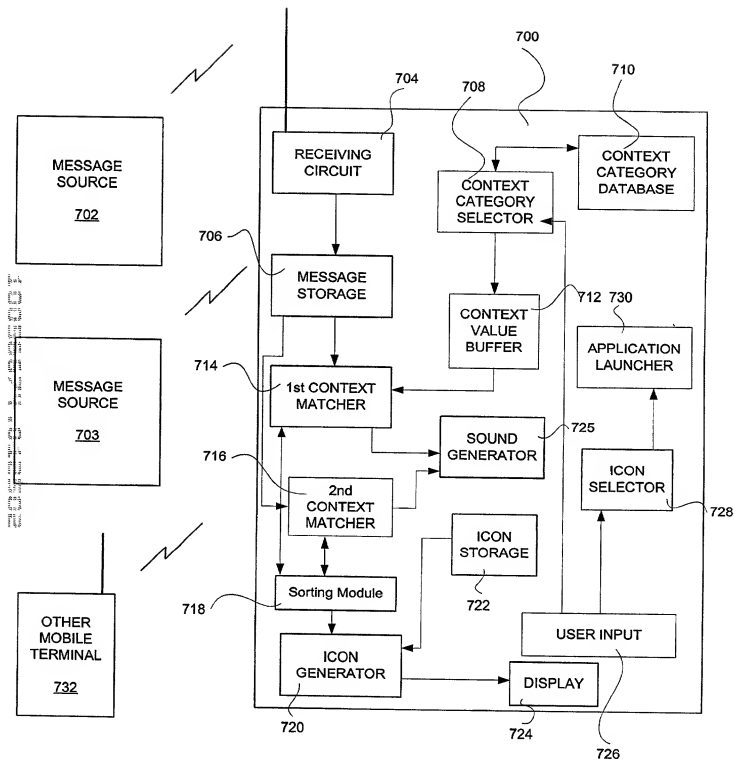 700
704
708
710
MESSAGE
SOURCE
702
RECEIVING
CIRCUIT
CONTEXT
CATEGORY
SELECTOR
CONTEXT
CATEGORY
DATABASE
706
MESSAGE
STORAGE
712
730
CONTEXT
VALUE
BUFFER
APPLICATION
LAUNCHER
MESSAGE
SOURCE
703
714
1st CONTEXT
MATCHER
725
SOUND
GENERATOR
716
2nd
CONTEXT
MATCHER
ICON
SELECTOR
728
ICON
STORAGE
722
718
Sorting Module
OTHER
MOBILE
TERMINAL
732
ICON
GENERATOR
720
USER INPUT
726
DISPLAY
724